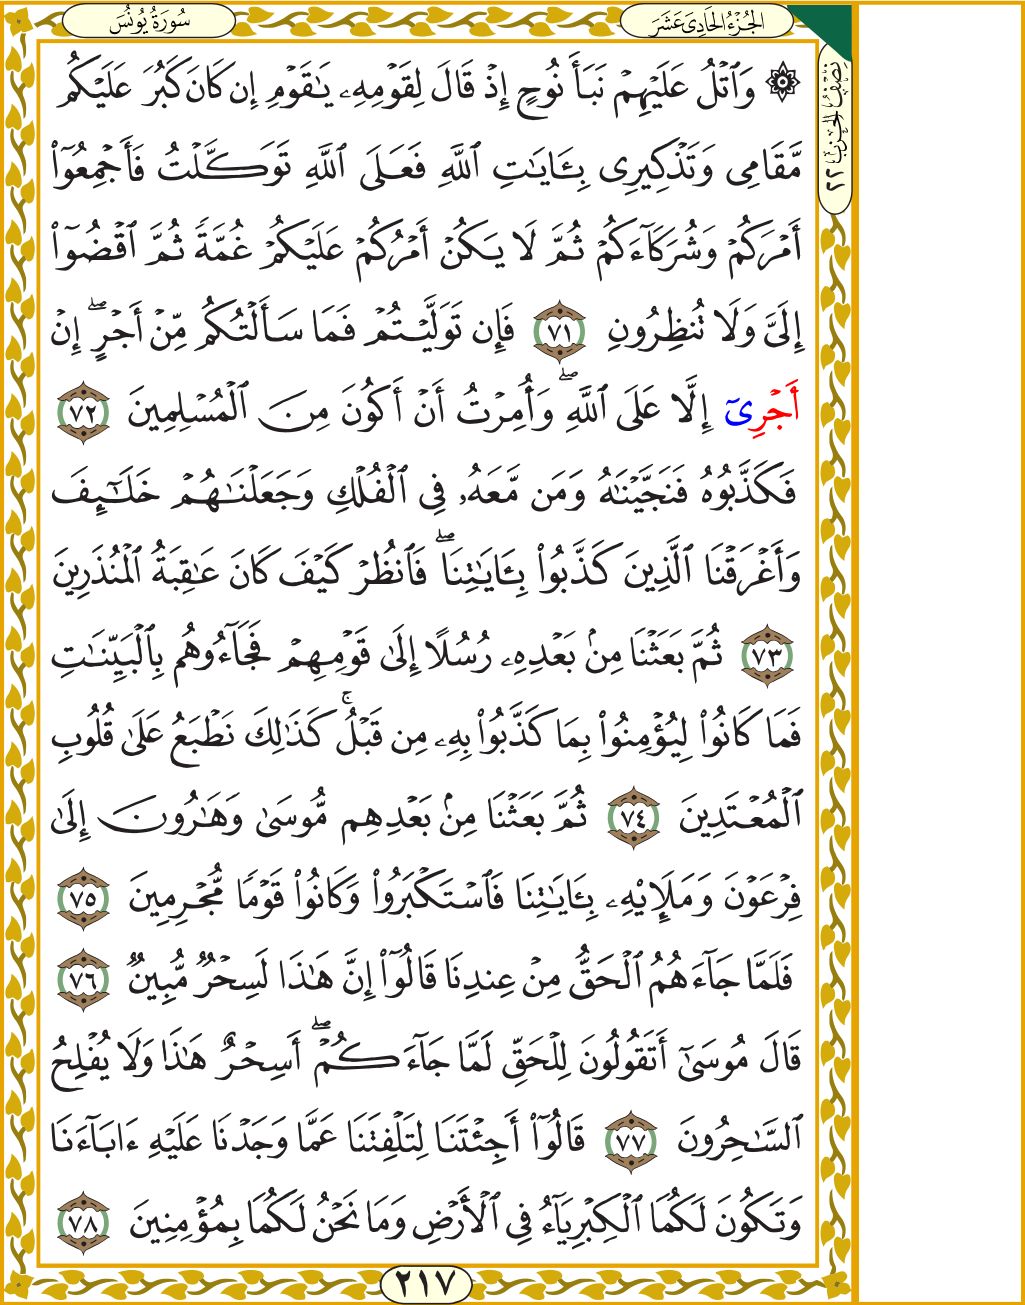 سُورَةُ يُونُسَ
الجُزْءُ الحَادِى عَشَرَ
نِصْفُ الحِزْبِ ٢٢
۞ وَٱتْلُ عَلَيْهِمْ نَبَأَ نُوحٍ إِذْ قَالَ لِقَوْمِهِۦ يَٰقَوْمِ إِن كَانَ كَبُرَ عَلَيْكُم
مَّقَامِى وَتَذْكِيرِى بِـَٔايَٰتِ ٱللَّهِ فَعَلَى ٱللَّهِ تَوَكَّلْتُ فَأَجْمِعُوٓا۟
أَمْرَكُمْ وَشُرَكَآءَكُمْ ثُمَّ لَا يَكُنْ أَمْرُكُمْ عَلَيْكُمْ غُمَّةً ثُمَّ ٱقْضُوٓا۟
إِلَىَّ وَلَا تُنظِرُونِ ٧١ فَإِن تَوَلَّيْتُمْ فَمَا سَأَلْتُكُم مِّنْ أَجْرٍ ۖ إِنْ
أَجْرِىٓ إِلَّا عَلَى ٱللَّهِ ۖ وَأُمِرْتُ أَنْ أَكُونَ مِنَ ٱلْمُسْلِمِينَ ٧٢
فَكَذَّبُوهُ فَنَجَّيْنَٰهُ وَمَن مَّعَهُۥ فِى ٱلْفُلْكِ وَجَعَلْنَٰهُمْ خَلَٰٓئِفَ
وَأَغْرَقْنَا ٱلَّذِينَ كَذَّبُوا۟ بِـَٔايَٰتِنَا ۖ فَٱنظُرْ كَيْفَ كَانَ عَٰقِبَةُ ٱلْمُنذَرِينَ
٧٣ ثُمَّ بَعَثْنَا مِنۢ بَعْدِهِۦ رُسُلًا إِلَىٰ قَوْمِهِمْ فَجَآءُوهُم بِٱلْبَيِّنَٰتِ
فَمَا كَانُوا۟ لِيُؤْمِنُوا۟ بِمَا كَذَّبُوا۟ بِهِۦ مِن قَبْلُ ۚ كَذَٰلِكَ نَطْبَعُ عَلَىٰ قُلُوبِ
ٱلْمُعْتَدِينَ ٧٤ ثُمَّ بَعَثْنَا مِنۢ بَعْدِهِم مُّوسَىٰ وَهَٰرُونَ إِلَىٰ
فِرْعَوْنَ وَمَلَإِي۟هِۦ بِـَٔايَٰتِنَا فَٱسْتَكْبَرُوا۟ وَكَانُوا۟ قَوْمًا مُّجْرِمِينَ ٧٥
فَلَمَّا جَآءَهُمُ ٱلْحَقُّ مِنْ عِندِنَا قَالُوٓا۟ إِنَّ هَٰذَا لَسِحْرٌ مُّبِينٌ ٧٦
قَالَ مُوسَىٰٓ أَتَقُولُونَ لِلْحَقِّ لَمَّا جَآءَكُمْ ۖ أَسِحْرٌ هَٰذَا وَلَا يُفْلِحُ
ٱلسَّٰحِرُونَ ٧٧ قَالُوٓا۟ أَجِئْتَنَا لِتَلْفِتَنَا عَمَّا وَجَدْنَا عَلَيْهِ ءَابَآءَنَا
وَتَكُونَ لَكُمَا ٱلْكِبْرِيَآءُ فِى ٱلْأَرْضِ وَمَا نَحْنُ لَكُمَا بِمُؤْمِنِينَ ٧٨
٢١٧